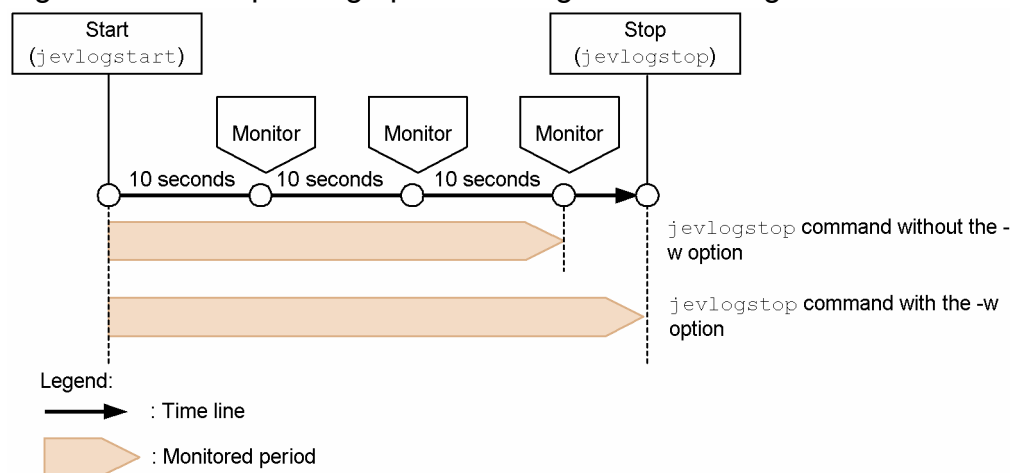 Start
(jevlogstart)
Stop
(jevlogstop)
Monitor
Monitor
Monitor
10 seconds
10 seconds
10 seconds
jevlogstop command without the -
w option
jevlogstop command with the -w
option
Legend:
: Time line
: Monitored period